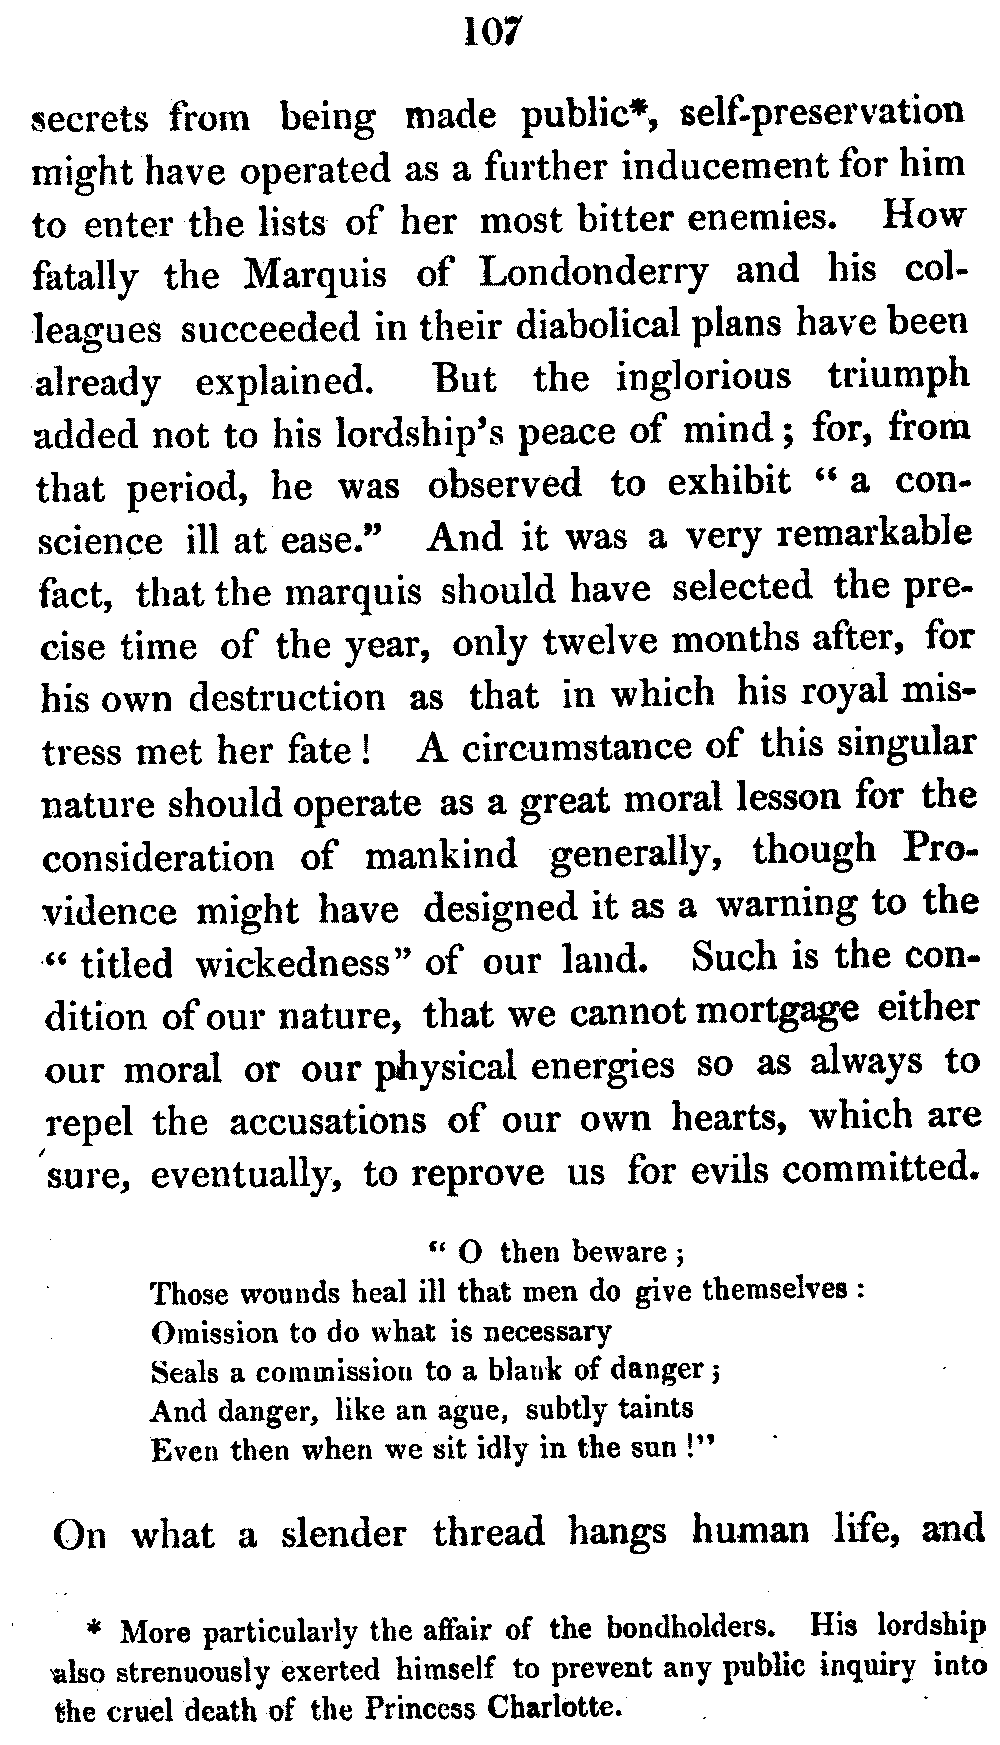 107
secrets from being made public*, self-preservation
might have operated as a further inducement for him
to enter the lists of her most bitter enemies. How
fatally the Marquis of Londonderry and his col-
leagues succeeded in their diabolical plans have been
already explained. But the inglorious triumph
added not to his lordship's peace of mind; for, from
that period, he was observed to exhibit "a con-
science ill at ease." And it was a very remarkable
fact, that the marquis should have selected the pre-
cise time of the year, only twelve months after, for
his own destruction as that in which his royal mis-
tress met her fate! A circumstance of this singular
nature should operate as a great moral lesson for the
consideration of mankind generally, though Pro-
vidence might have designed it as a warning to the
"titled wickedness" of our land. Such is the con-
dition of our nature, that we cannot mortgage either
our moral or our physical energies so as always to
repel the accusations of our own hearts, which are
sure, eventually, to reprove us for evils committed.
"O then beware;
Those wounds heal ill that men do give themselves:
Omission to do what is necessary
Seals a commission to a blank of danger;
And danger, like an ague, subtly taints
Even then when we sit idly in the sun!"
On what a slender thread hangs human life, and
* More particularly the affair of the bondholders. His lordship
also strenuously exerted himself to prevent any public inquiry into
the cruel death of the Princess Charlotte.